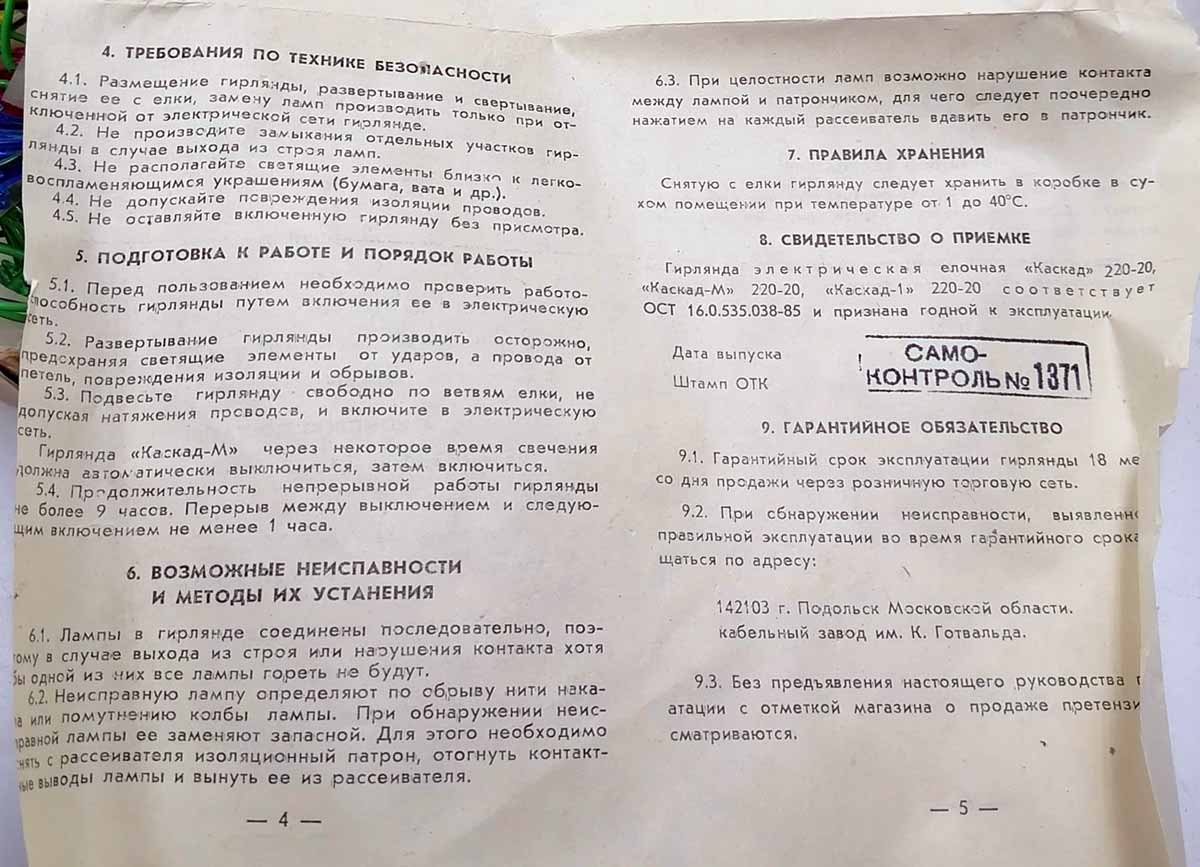 4. ТРЕБОВАНИЯ ПО ТЕХНИКЕ БЕЗОПАСНОСТИ
4.1. Размещение гирлянды, развертывание и свертывание,
снятие ее с елки, замену ламп производить только при от-
ключенной от электрической сети гирлянде.
4.2. Не производите замыкания отдельных участков гир-
лянды в случае выхода из строя ламп.
4.3. Не располагайте светящие элементы близко к легко-
воспламеняющимся украшениям (бумага, вата и др.).
4.4. Не допускайте повреждения изоляции проводов.
4.5. Не оставляйте включенную гирлянду без присмотра.
5. ПОДГОТОВКА К РАБОТЕ И ПОРЯДОК РАБОТЫ
5.1. Перед пользованием необходимо проверить работо-
способность гирлянды путем включения ее в электрическую
сеть.
5.2. Развертывание гирлянды производить осторожно,
предохраняя светящие элементы от ударов, а провода от
петель, повреждения изоляции и обрывов.
5.3. Подвесьте гирлянду свободно по ветвям елки, не
допуская натяжения проводов, и включите в электрическую
сеть.
Гирлянда «Каскад-М» через некоторое время свечения
должна автоматически выключиться, затем включиться.
5.4. Продолжительность непрерывной работы гирлянды
не более 9 часов. Перерыв между выключением и следую-
щим включением не менее 1 часа.
6. ВОЗМОЖНЫЕ НЕИСПАВНОСТИ
И МЕТОДЫ ИХ УСТАНЕНИЯ
6.1. Лампы в гирлянде соединены последовательно, поэ-
тому в случае выхода из строя или нарушения контакта хотя
бы одной из них все лампы гореть не будут.
6.2. Неисправную лампу определяют по обрыву нити нака-
ла или помутнению колбы лампы. При обнаружении неис-
правной лампы ее заменяют запасной. Для этого необходимо
снять с рассеивателя изоляционный патрон, отогнуть контакт-
ные выводы лампы и вынуть ее из рассеивателя.
— 4 —
6.3. При целостности ламп возможно нарушение контакта
между лампой и патрончиком, для чего следует поочередно
нажатием на каждый рассеиватель вдавить его в патрончик.
7. ПРАВИЛА ХРАНЕНИЯ
Снятую с елки гирлянду следует хранить в коробке в су-
хом помещении при температуре от 1 до 40°С.
8. СВИДЕТЕЛЬСТВО О ПРИЕМКЕ
Гирлянда электрическая елочная «Каскад» 220-20,
«Каскад-М» 220-20, «Каскад-1» 220-20 соответствует
ОСТ 16.0.535.038-85 и признана годной к эксплуатации.
Дата выпуска
Штамп ОТК
САМО-
КОНТРОЛЬ № 1371
9. ГАРАНТИЙНОЕ ОБЯЗАТЕЛЬСТВО
9.1. Гарантийный срок эксплуатации гирлянды 18 ме
со дня продажи через розничную торговую сеть.
9.2. При обнаружении неисправности, выявленно
правильной эксплуатации во время гарантийного срока
щаться по адресу:
142103 г. Подольск Московской области.
кабельный завод им. К. Готвальда.
9.3. Без предъявления настоящего руководства
атации с отметкой магазина о продаже претензи
сматриваются.
— 5 —